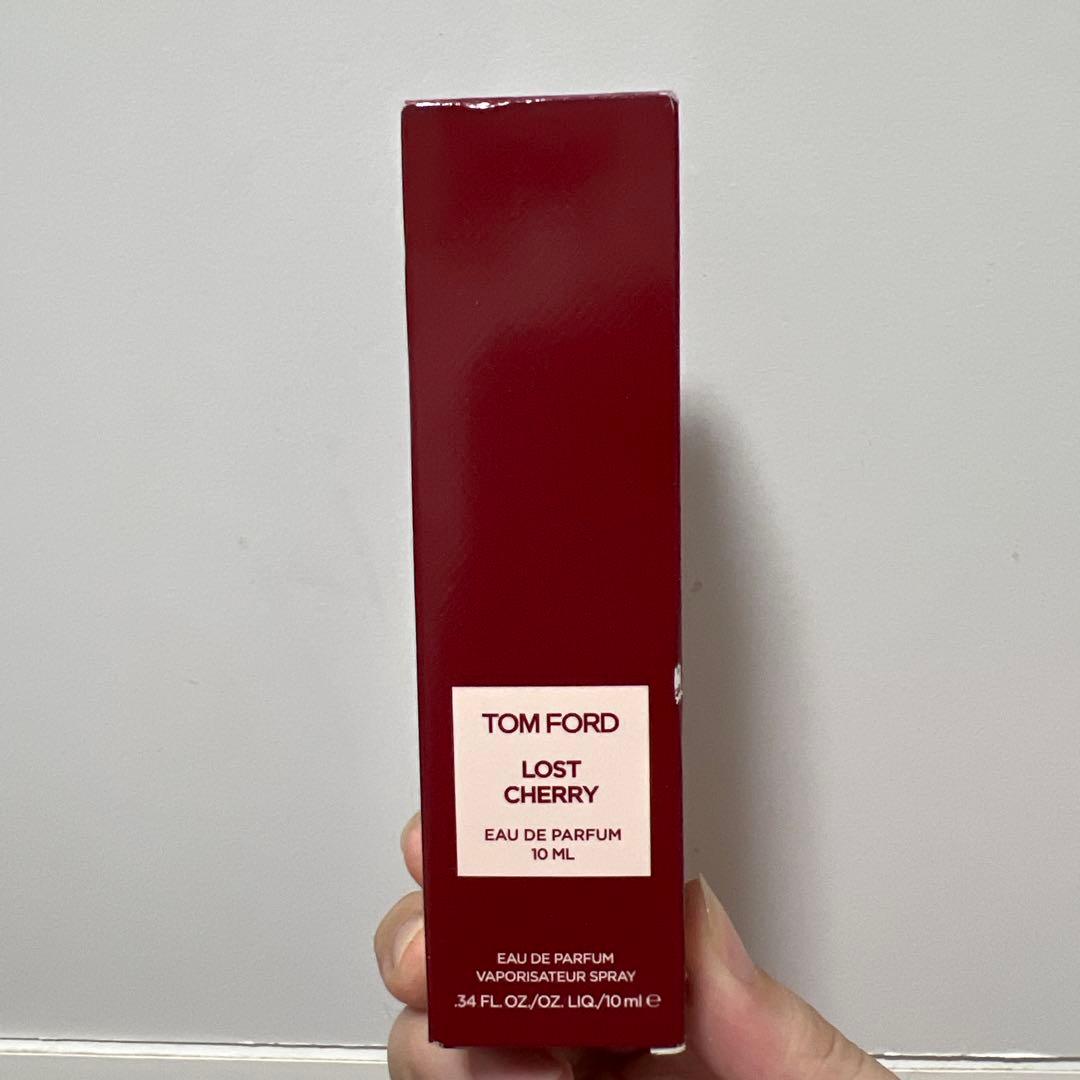 TOM FORD
LOST
CHERRY
EAU DE PARFUM
10 ML
EAU DE PARFUM
VAPORISATEUR SPRAY
.34 FL. OZ./OZ. LIQ./10 ml ℮